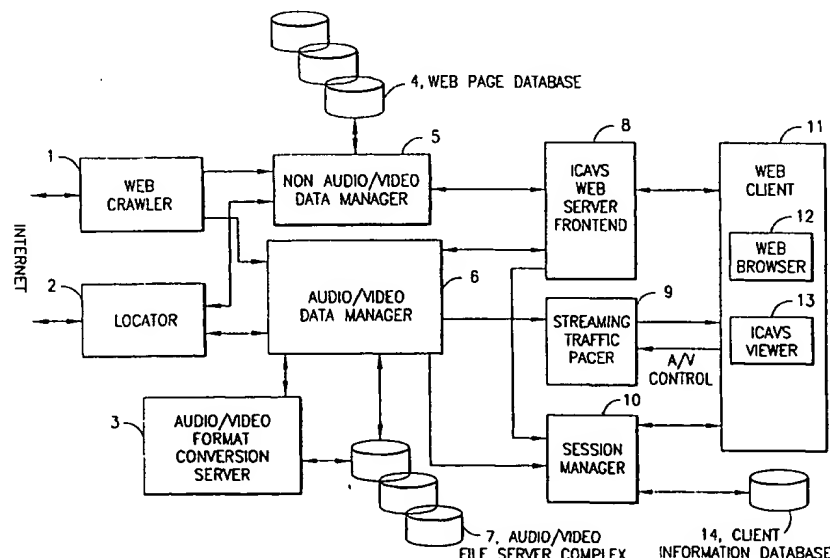 4, WEB PAGE DATABASE
1
WEB
CRAWLER
5
NON AUDIO/VIDEO
DATA MANAGER
8
ICAVS
WEB
SERVER
FRONTEND
11
WEB
CLIENT
12
WEB
BROWSER
13
ICAVS
VIEWER
INTERNET
2
LOCATOR
6
AUDIO/VIDEO
DATA MANAGER
9
STREAMING
TRAFFIC
PACER
A/V
CONTROL
3
AUDIO/VIDEO
FORMAT
CONVERSION
SERVER
10
SESSION
MANAGER
7, AUDIO/VIDEO
FILE SERVER COMPLEX
14, CLIENT
INFORMATION DATABASE